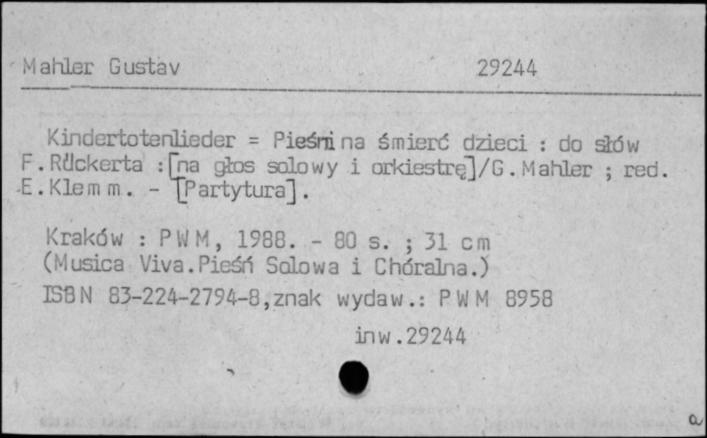 Mahler Gustav 29244
Kindertotenlieder = Pieśni na śmierć dzieci : do słów
F.Rückerta :[na głos solowy i orkiestrę]/G.Mahler ; red.
E.Klemm. - [Partytura].
Kraków : PWM, 1988. - 80 s. ; 31 cm
(Musica Viva.Pieśń Solowa i Chóralna.)
ISBN 83-224-2794-8,znak wydaw.: PWM 8958
inw.29244
a